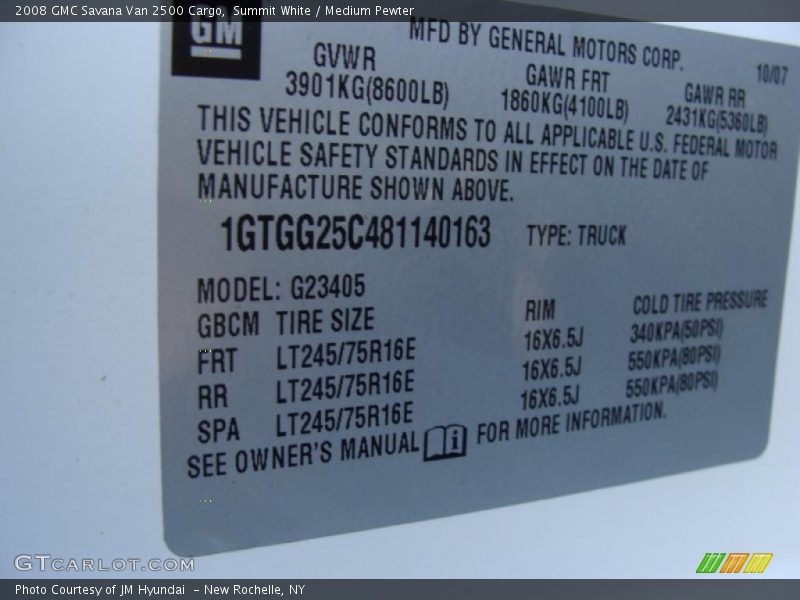 2008 GMC Savana Van 2500 Cargo, Summit White / Medium Pewter
GM
MFD BY GENERAL MOTORS CORP.
10/07
GVWR GAWR FRT GAWR RR
3901KG(8600LB) 1860KG(4100LB) 2431KG(5360LB)
THIS VEHICLE CONFORMS TO ALL APPLICABLE U.S. FEDERAL MOTOR
VEHICLE SAFETY STANDARDS IN EFFECT ON THE DATE OF
MANUFACTURE SHOWN ABOVE.
1GTGG25C481140163 TYPE: TRUCK
MODEL: G23405
GBCM TIRE SIZE RIM COLD TIRE PRESSURE
FRT LT245/75R16E 16X6.5J 340KPA(50PSI)
RR LT245/75R16E 16X6.5J 550KPA(80PSI)
SPA LT245/75R16E 16X6.5J 550KPA(80PSI)
SEE OWNER'S MANUAL i FOR MORE INFORMATION.
GTCARLOT.COM
Photo Courtesy of JM Hyundai - New Rochelle, NY